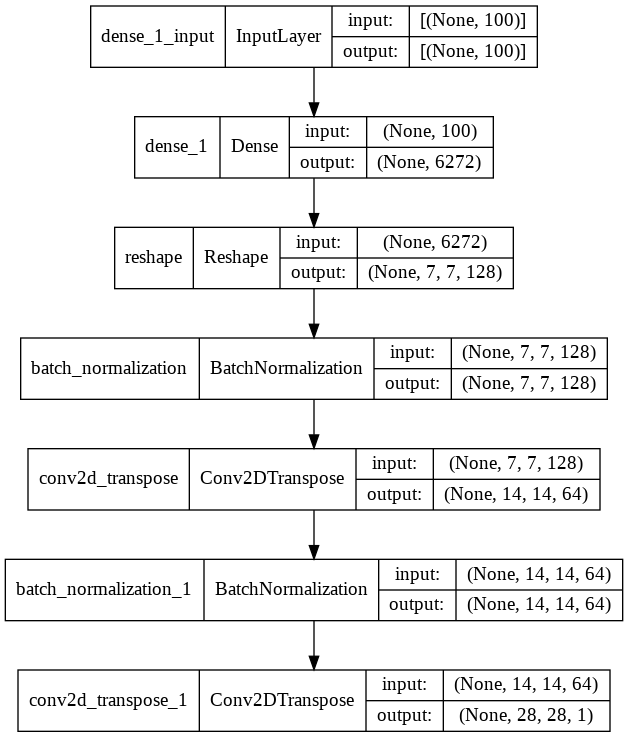 dense_1_input InputLayer input: [(None, 100)]
output: [(None, 100)]
dense_1 Dense input: (None, 100)
output: (None, 6272)
reshape Reshape input: (None, 6272)
output: (None, 7, 7, 128)
batch_normalization BatchNormalization input: (None, 7, 7, 128)
output: (None, 7, 7, 128)
conv2d_transpose Conv2DTranspose input: (None, 7, 7, 128)
output: (None, 14, 14, 64)
batch_normalization_1 BatchNormalization input: (None, 14, 14, 64)
output: (None, 14, 14, 64)
conv2d_transpose_1 Conv2DTranspose input: (None, 14, 14, 64)
output: (None, 28, 28, 1)